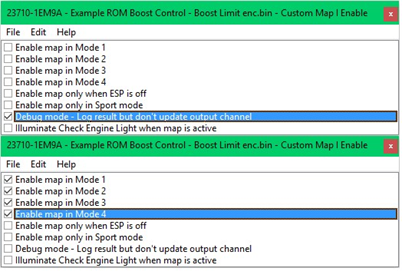 23710-1EM9A - Example ROM Boost Control - Boost Limit enc.bin - Custom Map I Enable x
File Edit Help
Enable map in Mode 1
Enable map in Mode 2
Enable map in Mode 3
Enable map in Mode 4
Enable map only when ESP is off
Enable map only in Sport mode
Debug mode - Log result but don't update output channel
Illuminate Check Engine Light when map is active
23710-1EM9A - Example ROM Boost Control - Boost Limit enc.bin - Custom Map I Enable x
File Edit Help
Enable map in Mode 1
Enable map in Mode 2
Enable map in Mode 3
Enable map in Mode 4
Enable map only when ESP is off
Enable map only in Sport mode
Debug mode - Log result but don't update output channel
Illuminate Check Engine Light when map is active